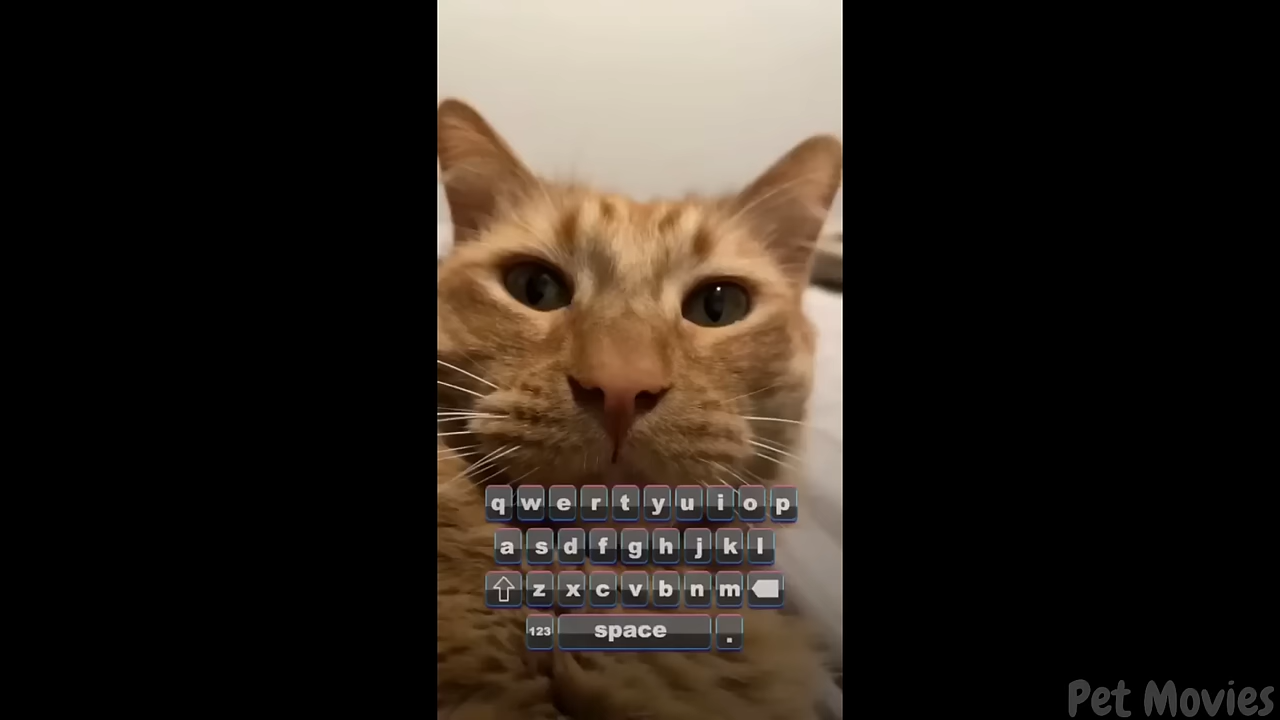 q w e r t y u i o p
a s d f g h j k l
z x c v b n m
123 space .
Pet Movies